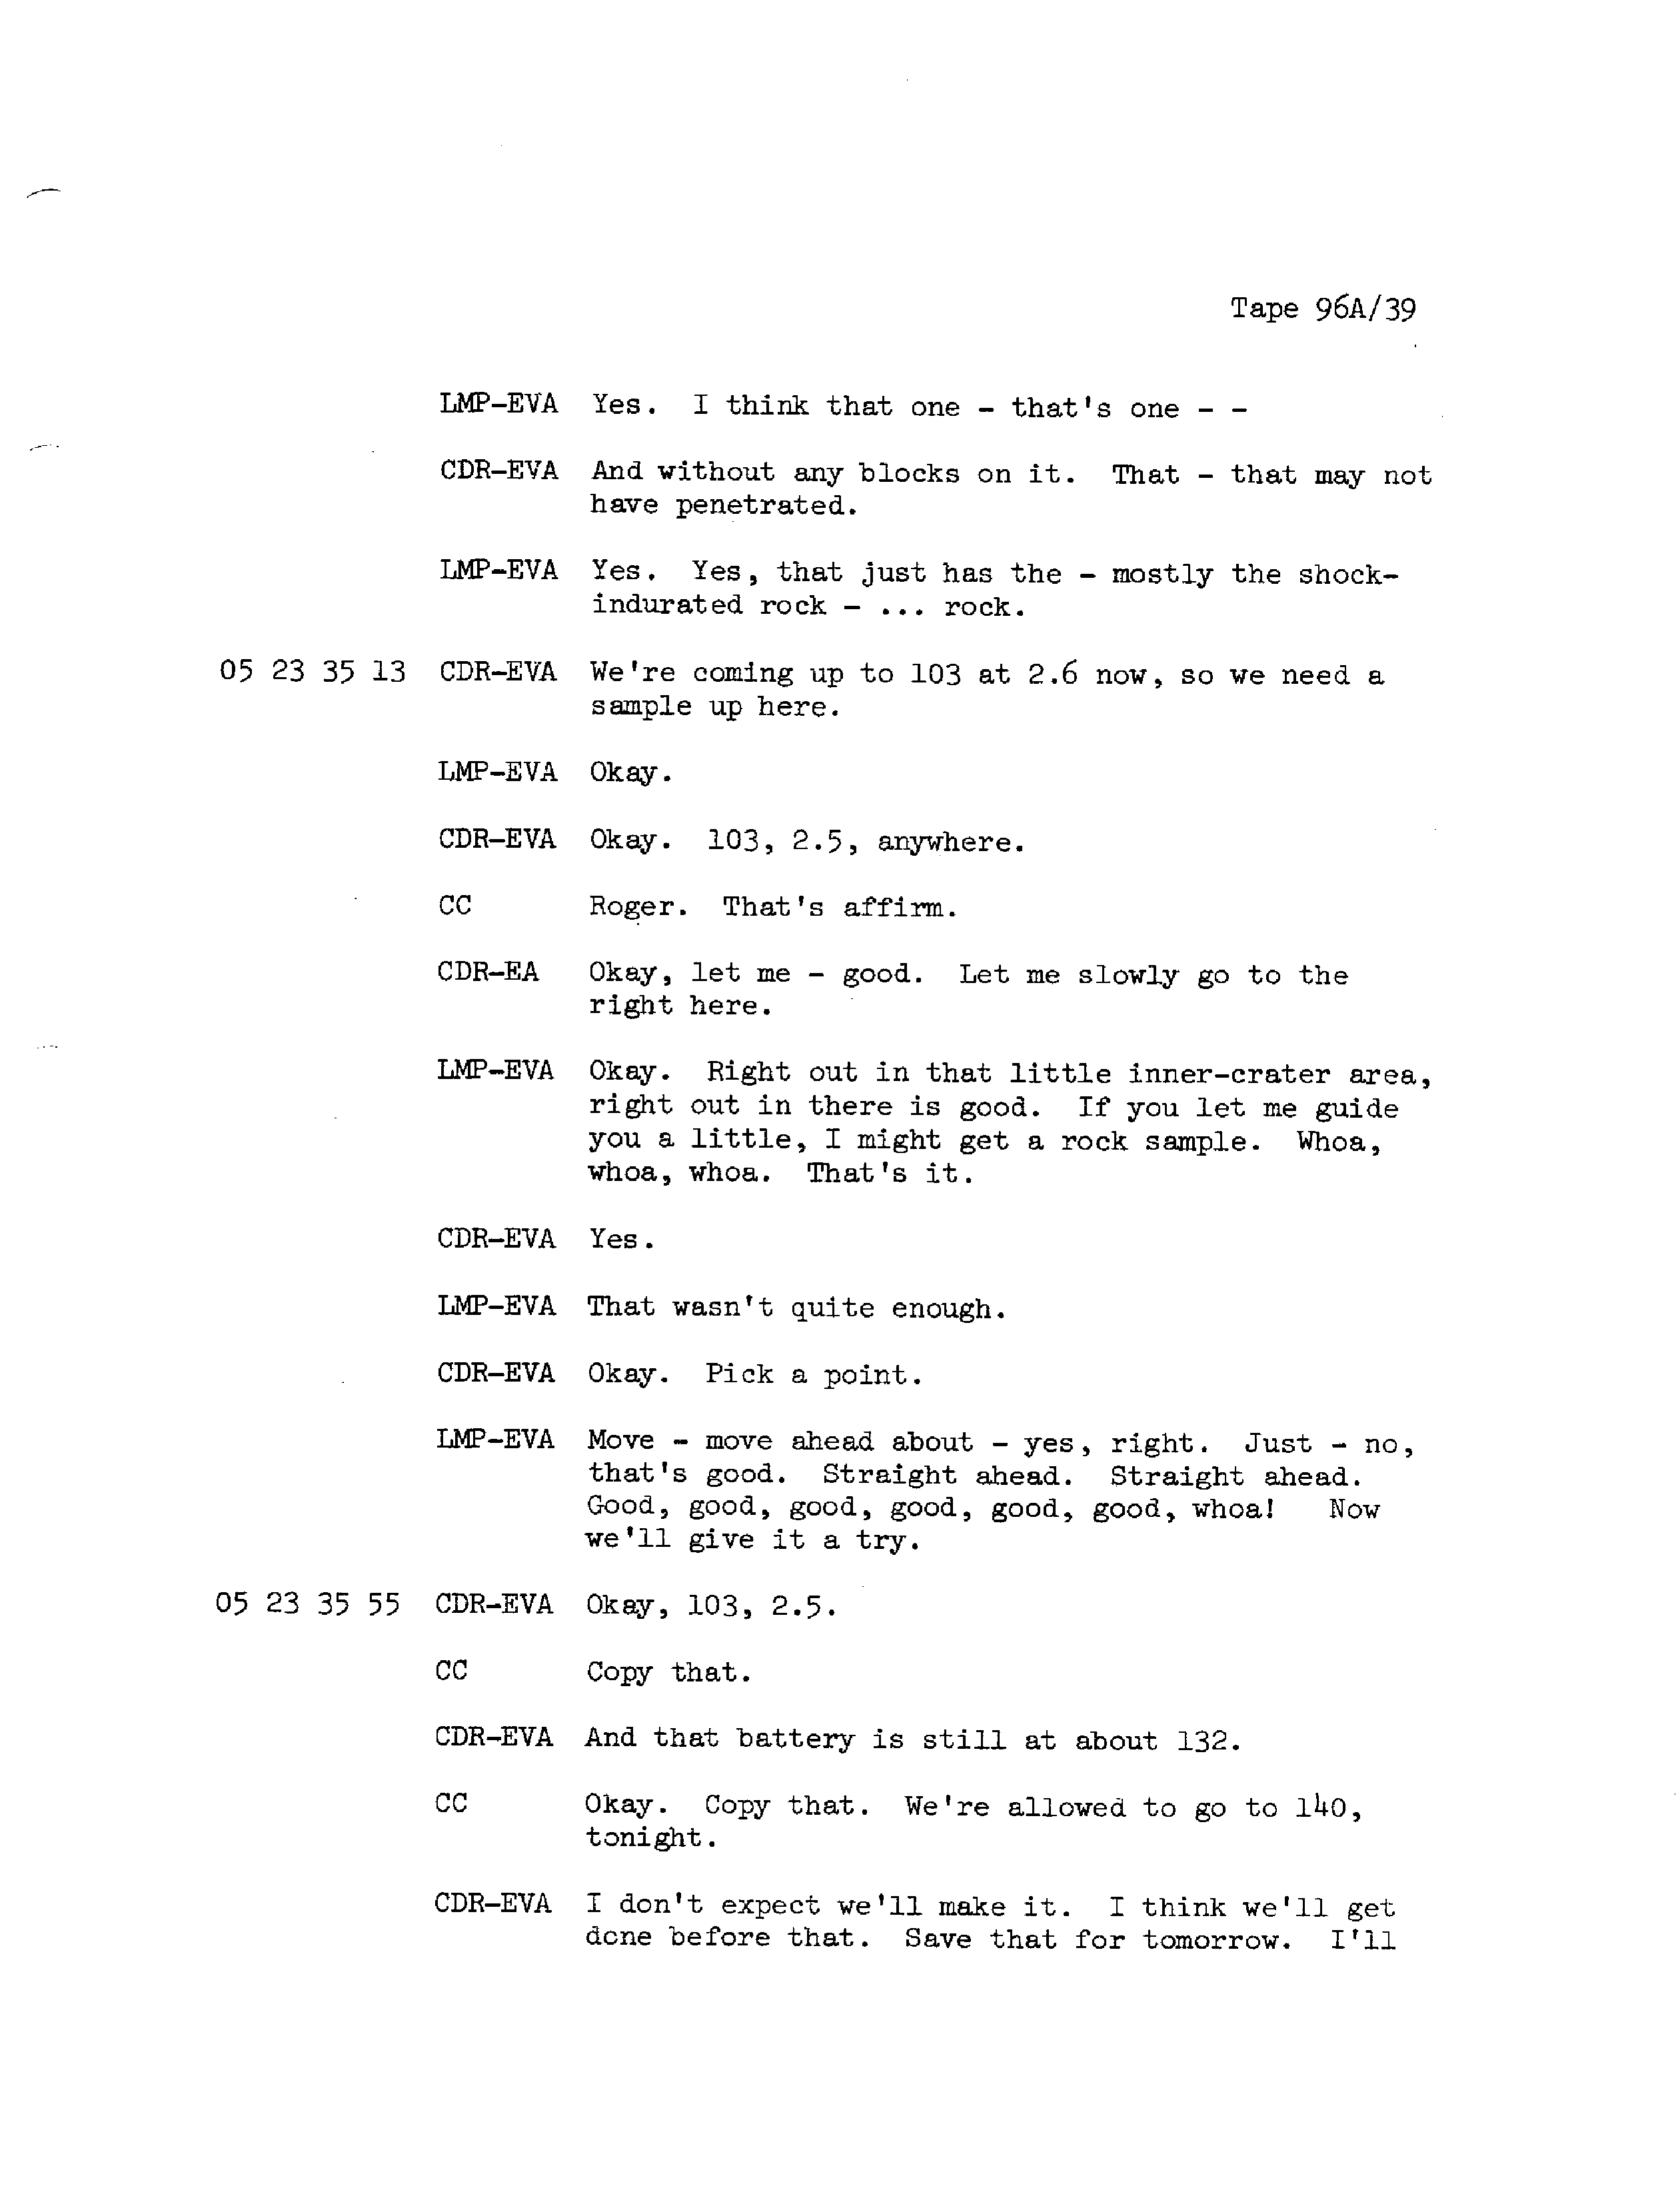 Tape 96A/39
LMP-EVA Yes. I think that one - that's one - -
CDR-EVA And without any blocks on it. That - that may not
have penetrated.
LMP-EVA Yes. Yes, that just has the - mostly the shock-
indurated rock - ... rock.
05 23 35 13 CDR-EVA We're coming up to 103 at 2.6 now, so we need a
sample up here.
LMP-EVA Okay.
CDR-EVA Okay. 103, 2.5, anywhere.
CC Roger. That's affirm.
CDR-EA Okay, let me - good. Let me slowly go to the
right here.
LMP-EVA Okay. Right out in that little inner-crater area,
right out in there is good. If you let me guide
you a little, I might get a rock sample. Whoa,
whoa, whoa. That's it.
CDR-EVA Yes.
LMP-EVA That wasn't quite enough.
CDR-EVA Okay. Pick a point.
LMP-EVA Move - move ahead about - yes, right. Just - no,
that's good. Straight ahead. Straight ahead.
Good, good, good, good, good, good, whoa! Now
we'll give it a try.
05 23 35 55 CDR-EVA Okay, 103, 2.5.
CC Copy that.
CDR-EVA And that battery is still at about 132.
CC Okay. Copy that. We're allowed to go to 140,
tonight.
CDR-EVA I don't expect we'll make it. I think we'll get
done before that. Save that for tomorrow. I'll